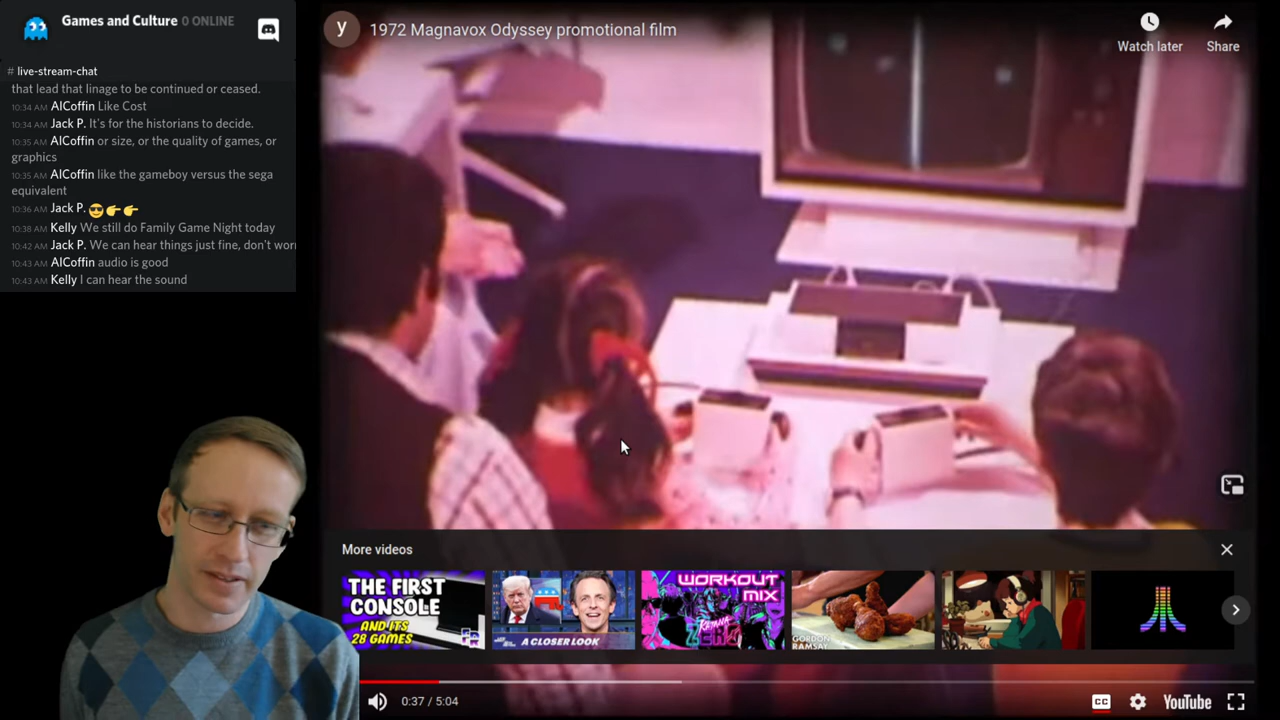 Games and Culture 0 ONLINE
# live-stream-chat
that lead that linage to be continued or ceased.
10:34 AM AlCoffin Like Cost
10:34 AM Jack P. It's for the historians to decide.
10:35 AM AlCoffin or size, or the quality of games, or
graphics
10:35 AM AlCoffin like the gameboy versus the sega
equivalent
10:36 AM Jack P. 😎👉👉
10:38 AM Kelly We still do Family Game Night today
10:42 AM Jack P. We can hear things just fine, don't worr
10:43 AM AlCoffin audio is good
10:43 AM Kelly I can hear the sound
y
1972 Magnavox Odyssey promotional film
Watch later
Share
More videos
THE FIRST
CONSOLE
AND ITS
28 GAMES
A CLOSER LOOK
WORKOUT
MIX
KATANA
ZERO
GORDON
RAMSAY
0:37 / 5:04
CC
YouTube